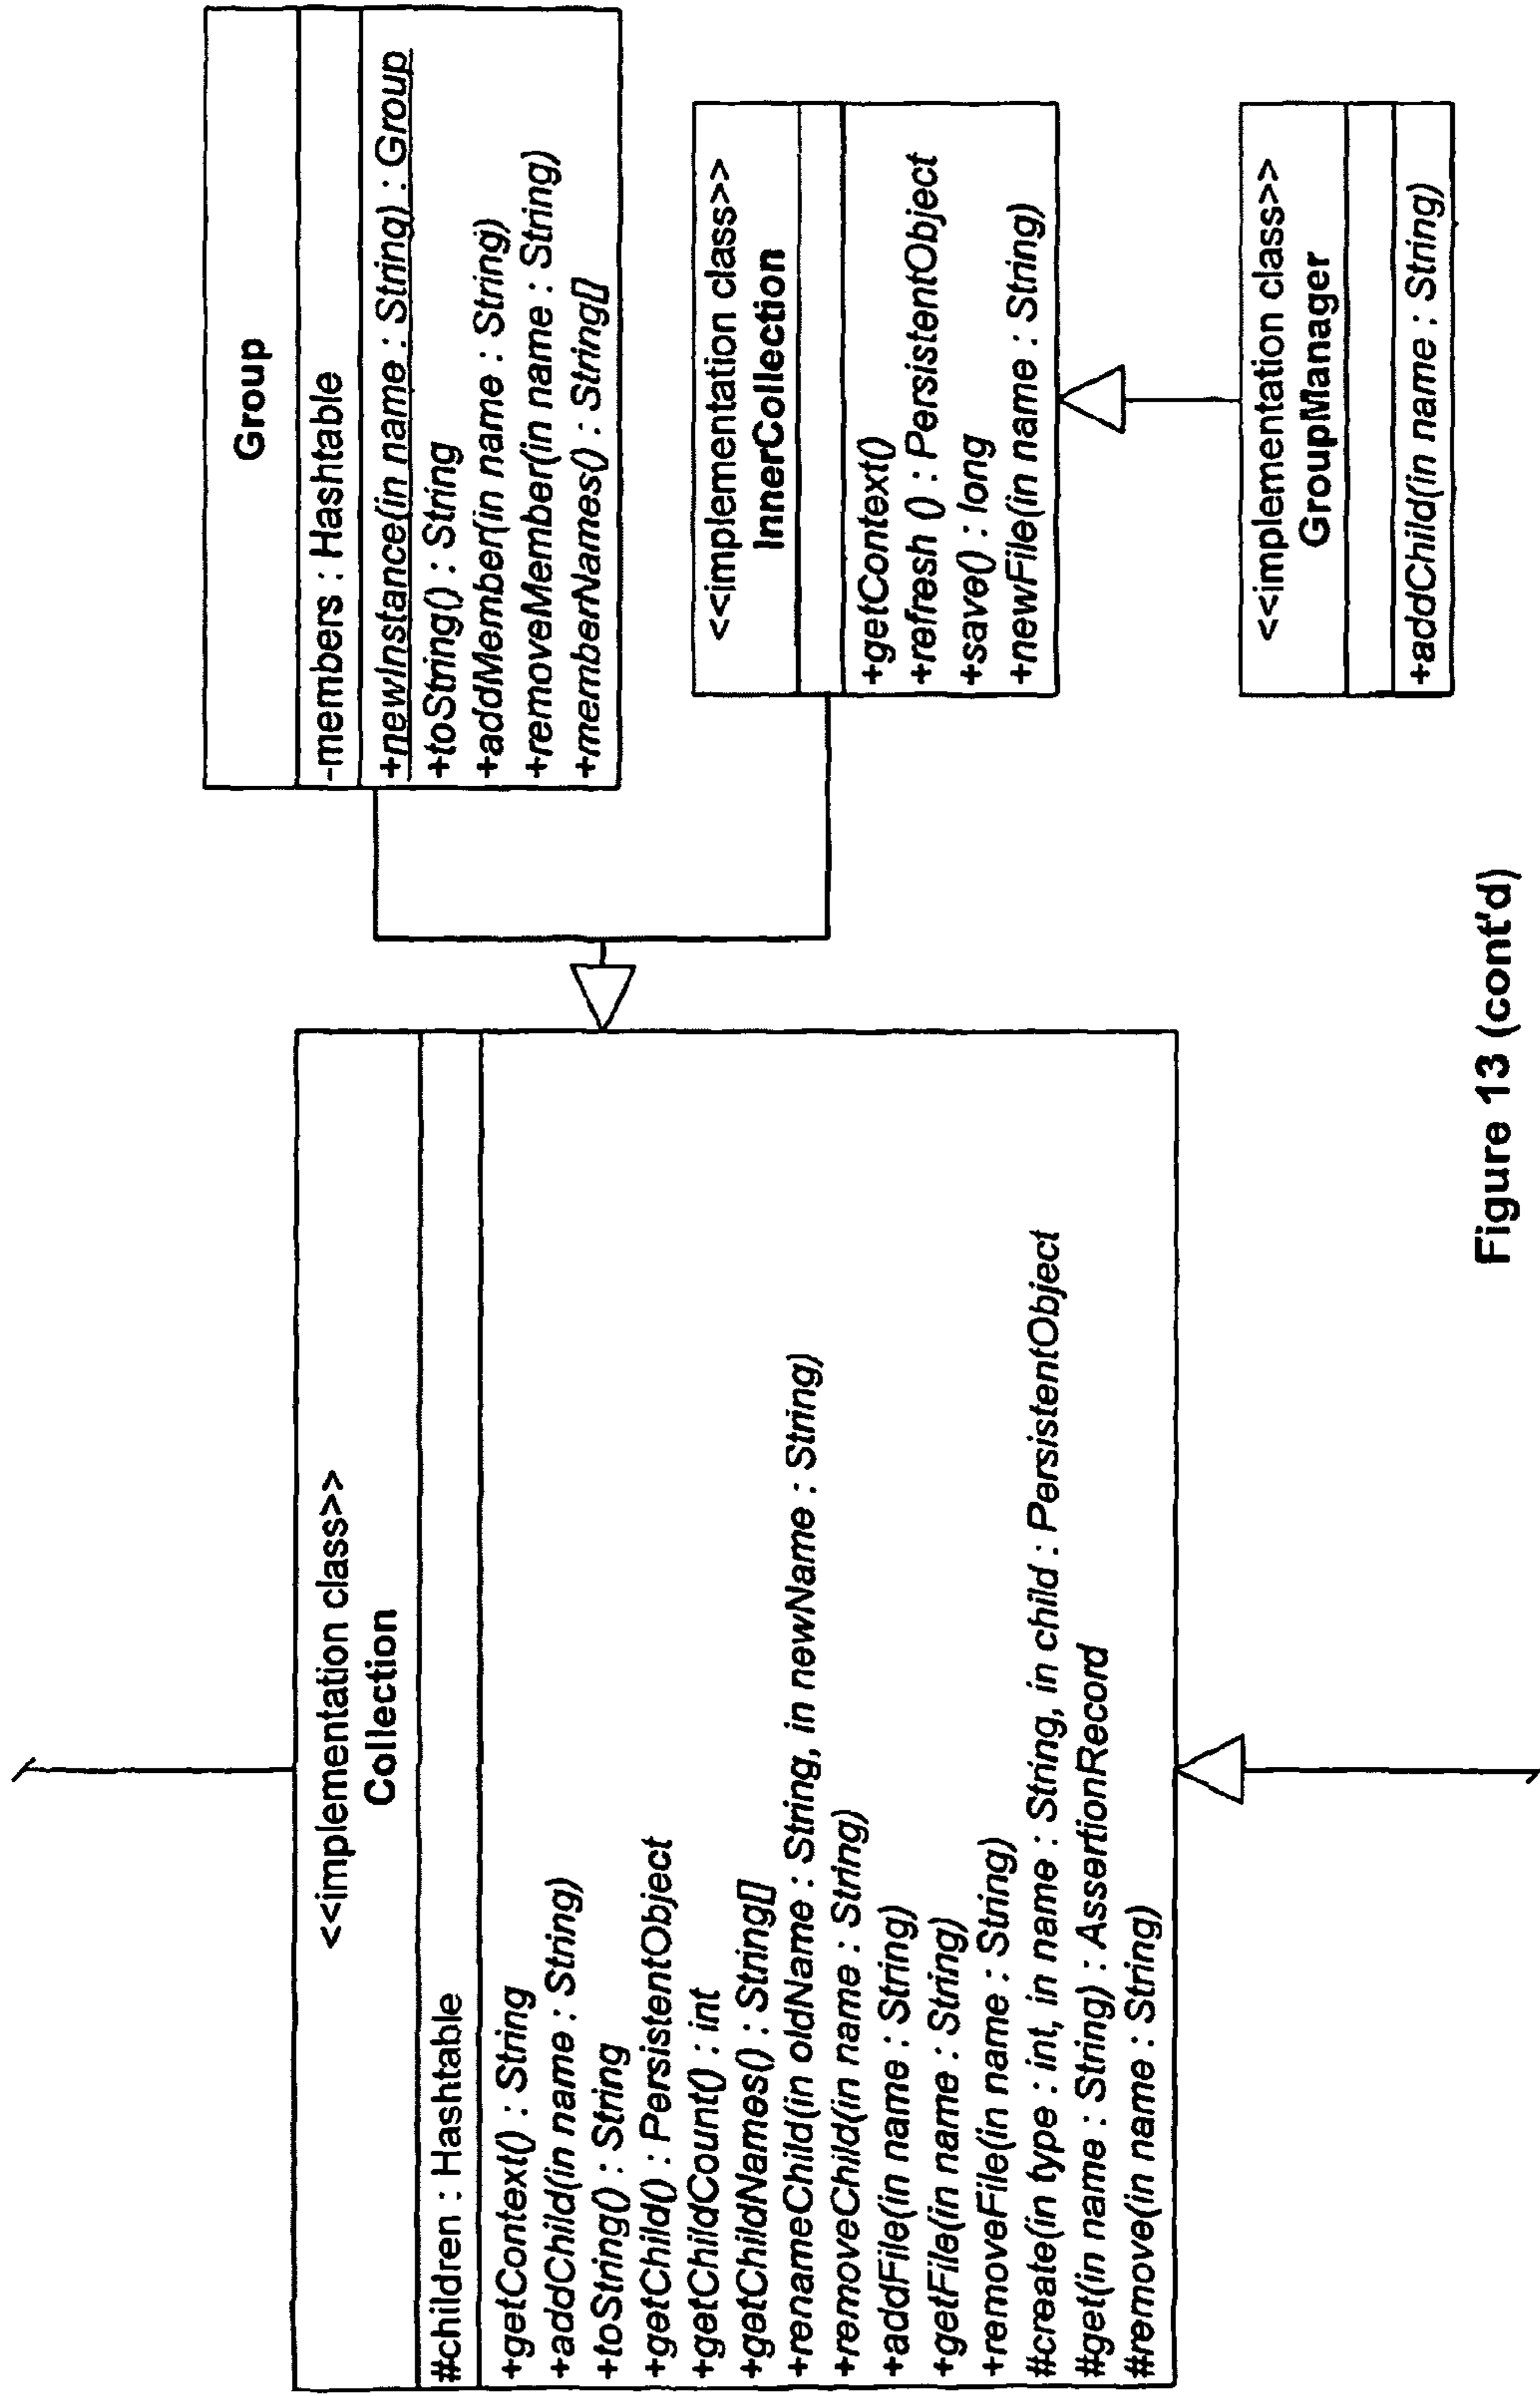 <<implementation class>>
Collection
#children : Hashtable
+getContext() : String
+addChild(in name : String)
+toString() : String
+getChild() : PersistentObject
+getChildCount() : int
+getChildNames() : String[]
+renameChild(in oldName : String, in newName : String)
+removeChild(in name : String)
+addFile(in name : String)
+getFile(in name : String)
+removeFile(in name : String)
#create(in type : int, in name : String, in child : PersistentObject
#get(in name : String) : AssertionRecord
#remove(in name : String)
Group
-members : Hashtable
+newInstance(in name : String) : Group
+toString() : String
+addMember(in name : String)
+removeMember(in name : String)
+memberNames() : String[]
<<implementation class>>
InnerCollection
+getContext()
+refresh () : PersistentObject
+save() : long
+newFile(in name : String)
<<implementation class>>
GroupManager
+addChild(in name : String)
Figure 13 (cont'd)